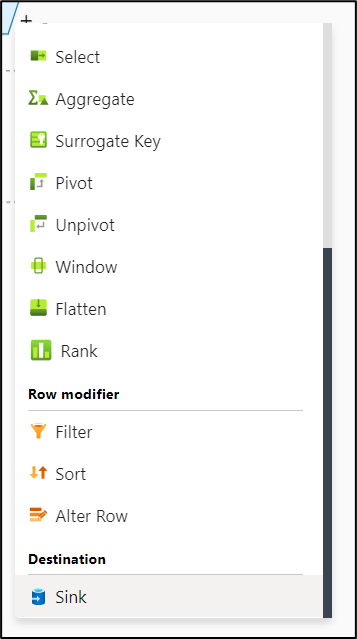 +
Select
Aggregate
Surrogate Key
Pivot
Unpivot
Window
Flatten
Rank
Row modifier
Filter
Sort
Alter Row
Destination
Sink